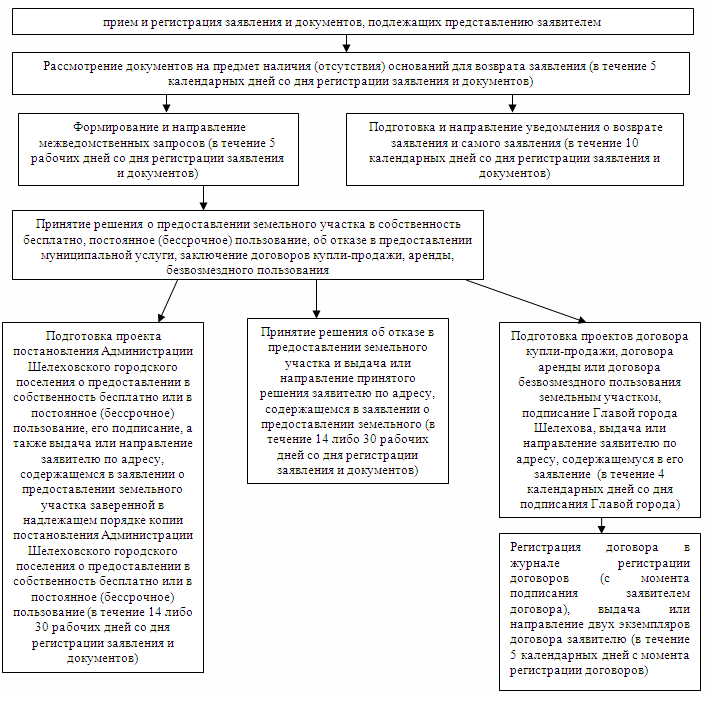 прием и регистрация заявления и документов, подлежащих представлению заявителем
Рассмотрение документов на предмет наличия (отсутствия) оснований для возврата заявления (в течение 5
календарных дней со дня регистрации заявления и документов)
Формирование и направление
межведомственных запросов (в течение 5
рабочих дней со дня регистрации заявления
и документов)
Подготовка и направление уведомления о возврате
заявления и самого заявления (в течение 10
календарных дней со дня регистрации заявления и
документов)
Принятие решения о предоставлении земельного участка в собственность
бесплатно, постоянное (бессрочное) пользование, об отказе в предоставлении
муниципальной услуги, заключение договоров купли-продажи, аренды,
безвозмездного пользования
Подготовка проекта
постановления Администрации
Шелеховского городского
поселения о предоставлении в
собственность бесплатно или в
постоянное (бессрочное)
пользование, его подписание, а
также выдача или направление
заявителю по адресу,
содержащемся в заявлении о
предоставлении земельного
участка заверенной в
надлежащем порядке копии
постановления Администрации
Шелеховского городского
поселения о предоставлении в
собственность бесплатно или в
постоянное (бессрочное)
пользование (в течение 14 либо
30 рабочих дней со дня
регистрации заявления и
документов)
Принятие решения об отказе в
предоставлении земельного
участка и выдача или
направление принятого
решения заявителю по адресу,
содержащемся в заявлении о
предоставлении земельного (в
течение 14 либо 30 рабочих
дней со дня регистрации
заявления и документов)
Подготовка проектов договора
купли-продажи, договора
аренды или договора
безвозмездного пользования
земельным участком,
подписание Главой города
Шелехова, выдача или
направление заявителю по
адресу, содержащемуся в его
заявление (в течение 4
календарных дней со дня
подписания Главой города)
Регистрация договора в
журнале регистрации
договоров (с момента
подписания заявителем
договора), выдача или
направление двух экземпляров
договора заявителю (в течение
5 календарных дней с момента
регистрации договоров)